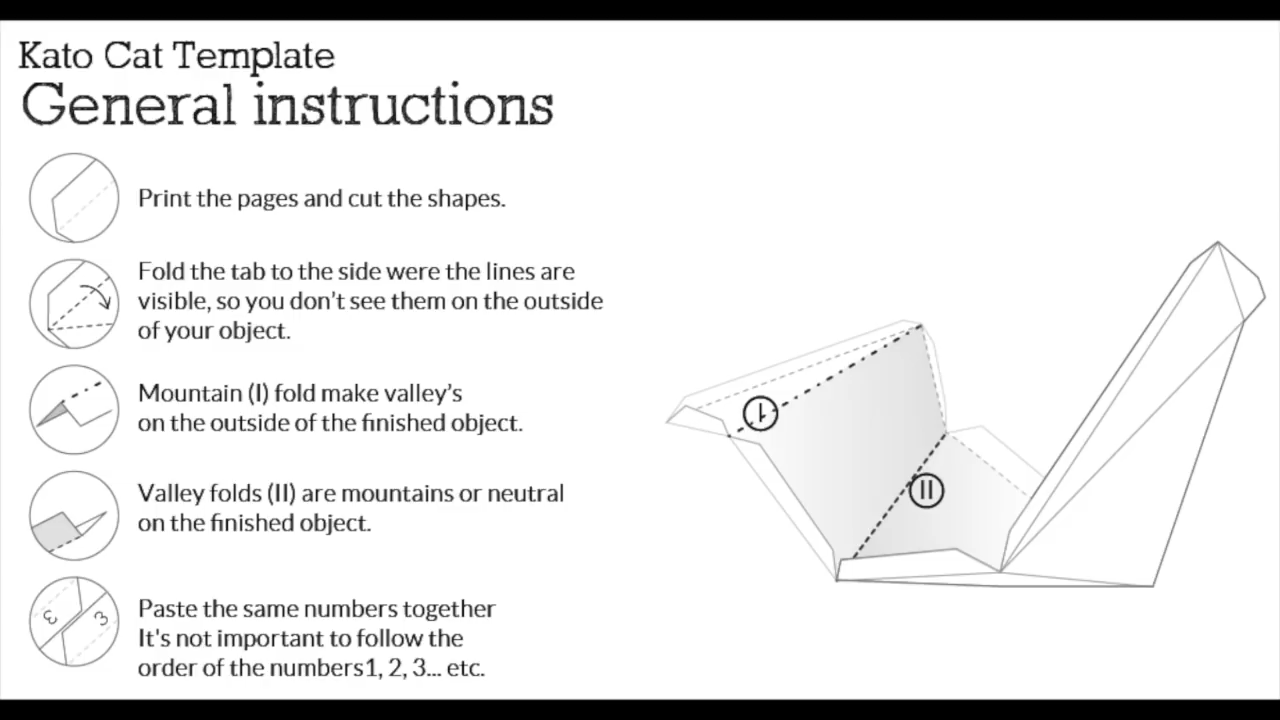 Kato Cat Template
General instructions
Print the pages and cut the shapes.
Fold the tab to the side were the lines are
visible, so you don't see them on the outside
of your object.
Mountain (I) fold make valley's
on the outside of the finished object.
Valley folds (II) are mountains or neutral
on the finished object.
3 3
Paste the same numbers together
It's not important to follow the
order of the numbers1, 2, 3... etc.
I
II